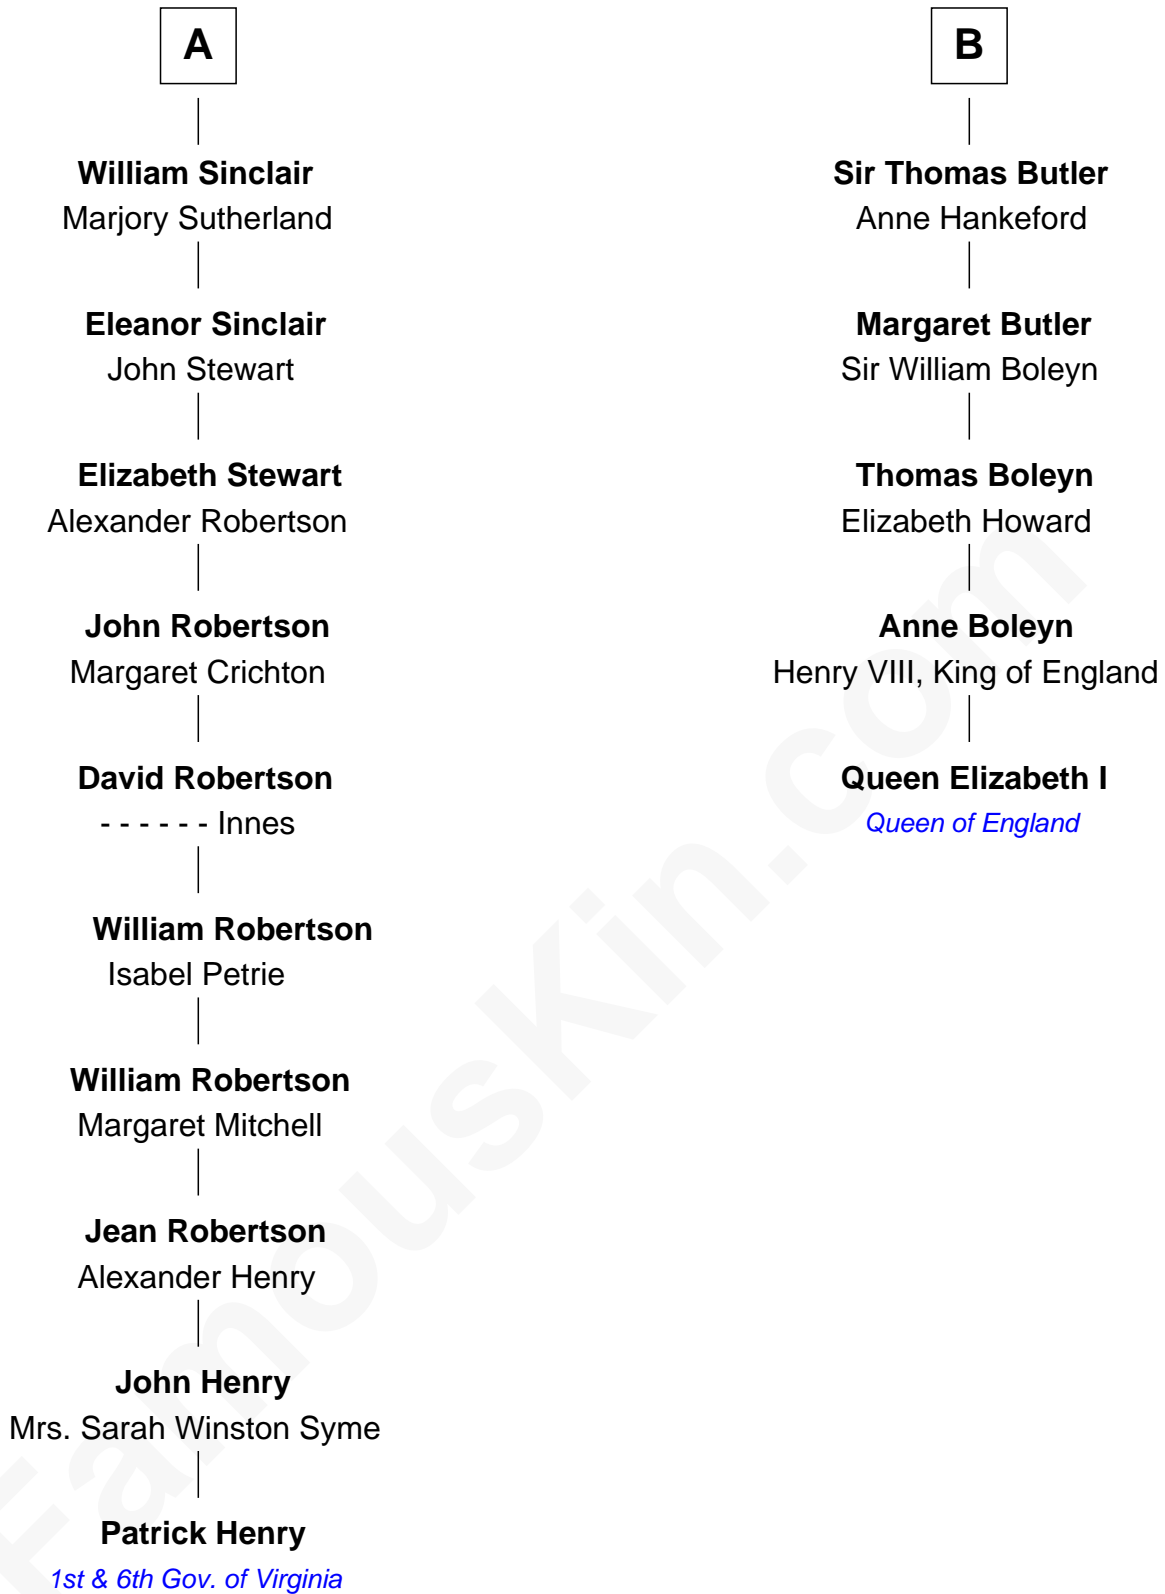 A
William Sinclair
Marjory Sutherland
Eleanor Sinclair
John Stewart
Elizabeth Stewart
Alexander Robertson
John Robertson
Margaret Crichton
David Robertson
- - - - - - Innes
William Robertson
Isabel Petrie
William Robertson
Margaret Mitchell
Jean Robertson
Alexander Henry
John Henry
Mrs. Sarah Winston Syme
Patrick Henry
1st & 6th Gov. of Virginia
B
Sir Thomas Butler
Anne Hankeford
Margaret Butler
Sir William Boleyn
Thomas Boleyn
Elizabeth Howard
Anne Boleyn
Henry VIII, King of England
Queen Elizabeth I
Queen of England
FamousKin.com